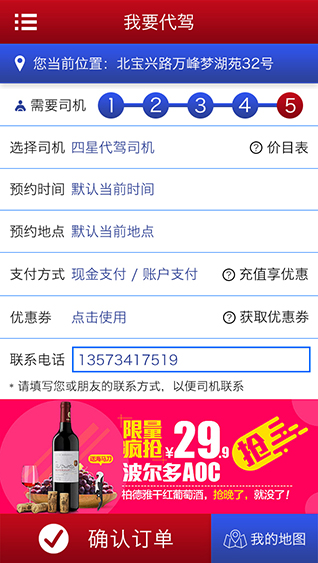 我要代驾
您当前位置：北宝兴路万峰梦湖苑32号
需要司机 1 2 3 4 5
选择司机 四星代驾司机 ? 价目表
预约时间 默认当前时间
预约地点 默认当前地点
支付方式 现金支付 / 账户支付 ? 充值享优惠
优惠券 点击使用 ? 获取优惠券
联系电话 13573417519
* 请填写您或朋友的联系方式，以便司机联系
限量
疯抢 ¥29.9 抢
送海马刀
波尔多AOC
柏德雅干红葡萄酒，抢晚了，就没了！
确认订单 我的地图